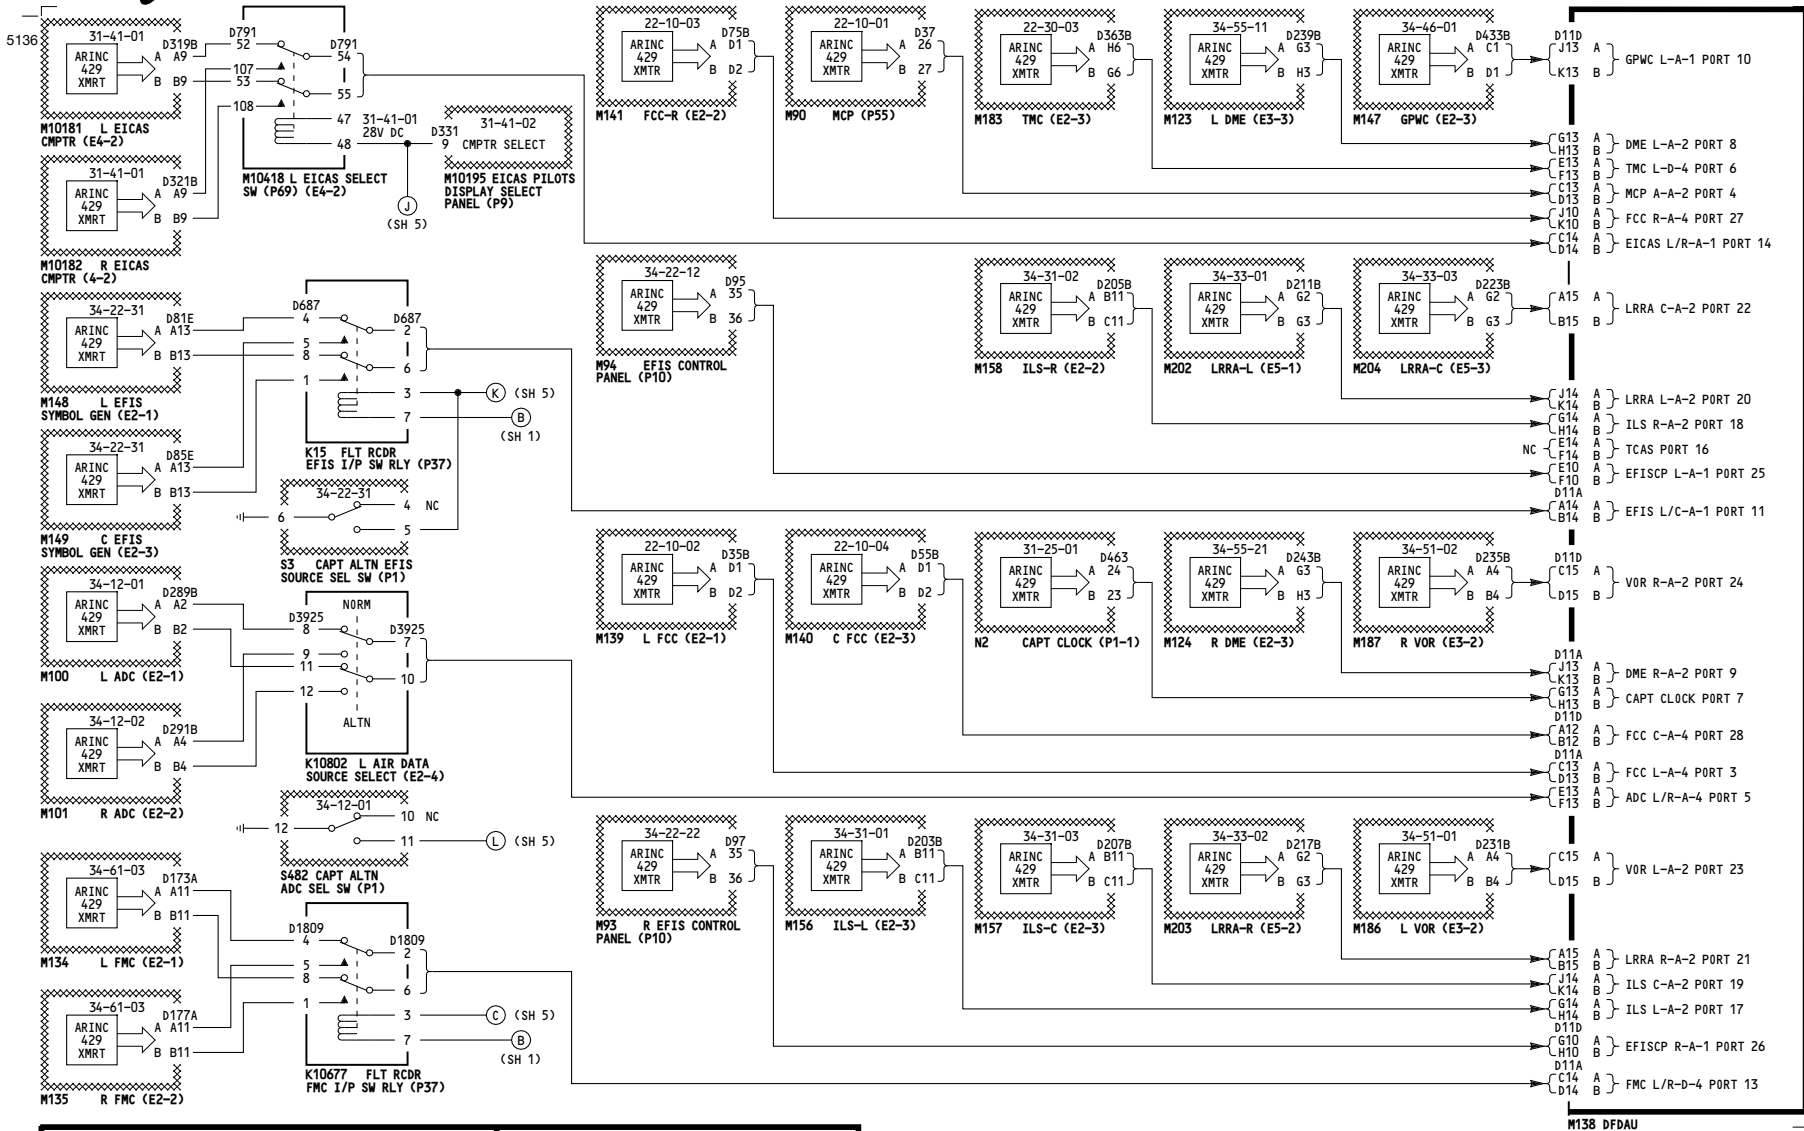 5136
31-41-01
ARINC
429
XMRT
D319B
A A9
B B9
M10181 L EICAS
CMPTR (E4-2)
31-41-01
ARINC
429
XMRT
D321B
A A9
B B9
M10182 R EICAS
CMPTR (4-2)
D791
52
107
53
108
D791
54
55
47
48
31-41-01
28V DC
M10418 L EICAS SELECT
SW (P69) (E4-2)
J
(SH 5)
D331
9
31-41-02
CMPTR SELECT
M10195 EICAS PILOTS
DISPLAY SELECT
PANEL (P9)
34-22-31
ARINC
429
XMRT
D81E
A A13
B B13
M148 L EFIS
SYMBOL GEN (E2-1)
34-22-31
ARINC
429
XMRT
D85E
A A13
B B13
M149 C EFIS
SYMBOL GEN (E2-3)
D687
4
5
8
1
D687
2
6
3
7
K (SH 5)
B
(SH 1)
K15 FLT RCDR
EFIS I/P SW RLY (P37)
34-22-31
6
4 NC
5
S3 CAPT ALTN EFIS
SOURCE SEL SW (P1)
34-12-01
ARINC
429
XMRT
D289B
A A2
B B2
M100 L ADC (E2-1)
34-12-02
ARINC
429
XMRT
D291B
A A4
B B4
M101 R ADC (E2-2)
D3925
8
9
11
12
NORM
ALTN
D3925
7
10
K10802 L AIR DATA
SOURCE SELECT (E2-4)
34-12-01
12
10 NC
11
L (SH 5)
S482 CAPT ALTN
ADC SEL SW (P1)
34-61-03
ARINC
429
XMRT
D173A
A A11
B B11
M134 L FMC (E2-1)
34-61-03
ARINC
429
XMRT
D177A
A A11
B B11
M135 R FMC (E2-2)
D1809
4
5
8
1
D1809
2
6
3
7
C (SH 5)
B
(SH 1)
K10677 FLT RCDR
FMC I/P SW RLY (P37)
22-10-03
ARINC
429
XMTR
D75B
A D1
B D2
M141 FCC-R (E2-2)
22-10-01
ARINC
429
XMTR
D37
A 26
B 27
M90 MCP (P55)
22-30-03
ARINC
429
XMTR
D363B
A H6
B G6
M183 TMC (E2-3)
34-55-11
ARINC
429
XMTR
D239B
A G3
B H3
M123 L DME (E3-3)
34-46-01
ARINC
429
XMTR
D433B
A C1
B D1
M147 GPWC (E2-3)
34-22-12
ARINC
429
XMTR
D95
A 35
B 36
M94 EFIS CONTROL
PANEL (P10)
34-31-02
ARINC
429
XMTR
D205B
A B11
B C11
M158 ILS-R (E2-2)
34-33-01
ARINC
429
XMTR
D211B
A G2
B G3
M202 LRRA-L (E5-1)
34-33-03
ARINC
429
XMTR
D223B
A G2
B G3
M204 LRRA-C (E5-3)
22-10-02
ARINC
429
XMTR
D35B
A D1
B D2
M139 L FCC (E2-1)
22-10-04
ARINC
429
XMTR
D55B
A D1
B D2
M140 C FCC (E2-3)
31-25-01
ARINC
429
XMTR
D463
A 24
B 23
N2 CAPT CLOCK (P1-1)
34-55-21
ARINC
429
XMTR
D243B
A G3
B H3
M124 R DME (E2-3)
34-51-02
ARINC
429
XMTR
D235B
A A4
B B4
M187 R VOR (E3-2)
34-22-22
ARINC
429
XMTR
D97
A 35
B 36
M93 R EFIS CONTROL
PANEL (P10)
34-31-01
ARINC
429
XMTR
D203B
A B11
B C11
M156 ILS-L (E2-3)
34-31-03
ARINC
429
XMTR
D207B
A B11
B C11
M157 ILS-C (E2-3)
34-33-02
ARINC
429
XMTR
D217B
A G2
B G3
M203 LRRA-R (E5-2)
34-51-01
ARINC
429
XMTR
D231B
A A4
B B4
M186 L VOR (E3-2)
D11D
J13 A
K13 B
GPWC L-A-1 PORT 10
G13 A
H13 B
DME L-A-2 PORT 8
E13 A
F13 B
TMC L-D-4 PORT 6
C13 A
D13 B
MCP A-A-2 PORT 4
J10 A
K10 B
FCC R-A-4 PORT 27
C14 A
D14 B
EICAS L/R-A-1 PORT 14
A15 A
B15 B
LRRA C-A-2 PORT 22
J14 A
K14 B
LRRA L-A-2 PORT 20
G14 A
H14 B
ILS R-A-2 PORT 18
NC
E14 A
F14 B
TCAS PORT 16
E10 A
F10 B
EFISCP L-A-1 PORT 25
D11A
A14 A
B14 B
EFIS L/C-A-1 PORT 11
D11D
C15 A
D15 B
VOR R-A-2 PORT 24
D11A
J13 A
K13 B
DME R-A-2 PORT 9
G13 A
H13 B
CAPT CLOCK PORT 7
D11D
A12 A
B12 B
FCC C-A-4 PORT 28
D11A
C13 A
D13 B
FCC L-A-4 PORT 3
E13 A
F13 B
ADC L/R-A-4 PORT 5
C15 A
D15 B
VOR L-A-2 PORT 23
A15 A
B15 B
LRRA R-A-2 PORT 21
J14 A
K14 B
ILS C-A-2 PORT 19
G14 A
H14 B
ILS L-A-2 PORT 17
D11D
G10 A
H10 B
EFISCP R-A-1 PORT 26
D11A
C14 A
D14 B
FMC L/R-D-4 PORT 13
M138 DFDAU